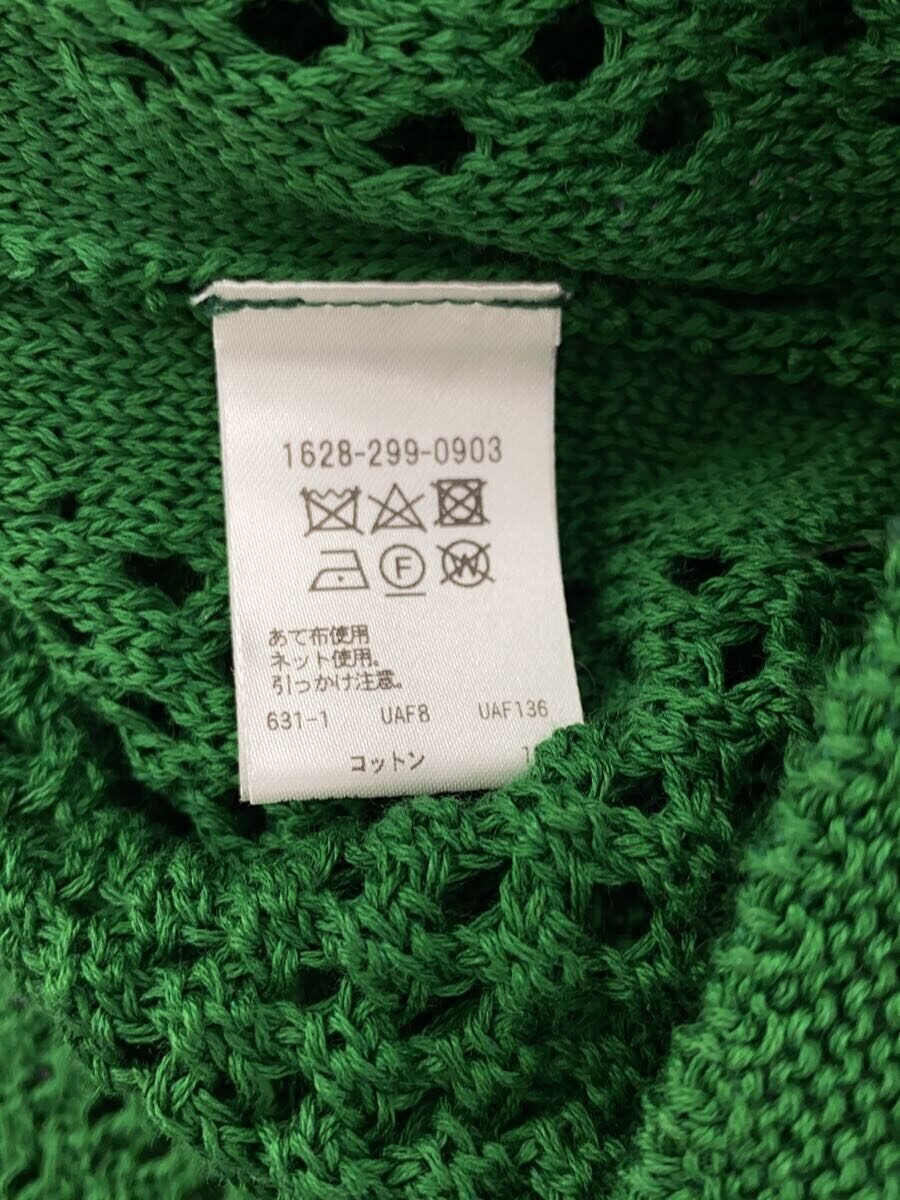 1628-299-0903
F W
あて布使用
ネット使用。
引っかけ注意。
631-1 UAF8 UAF136
コットン